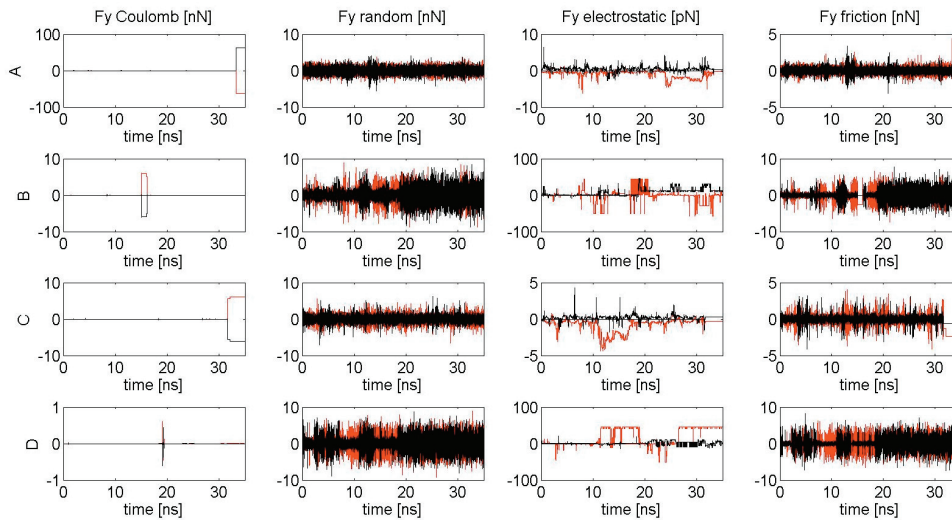 Fy Coulomb [nN] Fy random [nN] Fy electrostatic [pN] Fy friction [nN]
A
100 10 10 5
0 0 0 0
-100 -10 -10 -5
0 10 20 30 0 10 20 30 0 10 20 30 0 10 20 30
time [ns] time [ns] time [ns] time [ns]
B
10 10 100 10
0 0 0 0
-10 -10 -100 -10
0 10 20 30 0 10 20 30 0 10 20 30 0 10 20 30
time [ns] time [ns] time [ns] time [ns]
C
10 10 5 5
0 0 0 0
-10 -10 -5 -5
0 10 20 30 0 10 20 30 0 10 20 30 0 10 20 30
time [ns] time [ns] time [ns] time [ns]
D
1 10 100 10
0 0 0 0
-1 -10 -100 -10
0 10 20 30 0 10 20 30 0 10 20 30 0 10 20 30
time [ns] time [ns] time [ns] time [ns]